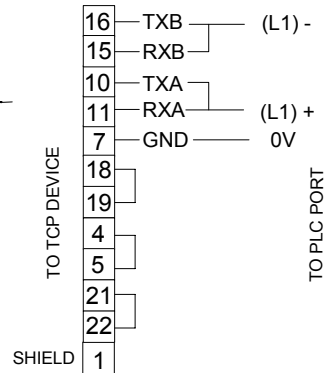 16 TXB (L1) -
15 RXB
10 TXA
11 RXA (L1) +
7 GND 0V
18
19
4
5
21
22
SHIELD 1
TO TCP DEVICE
TO PLC PORT